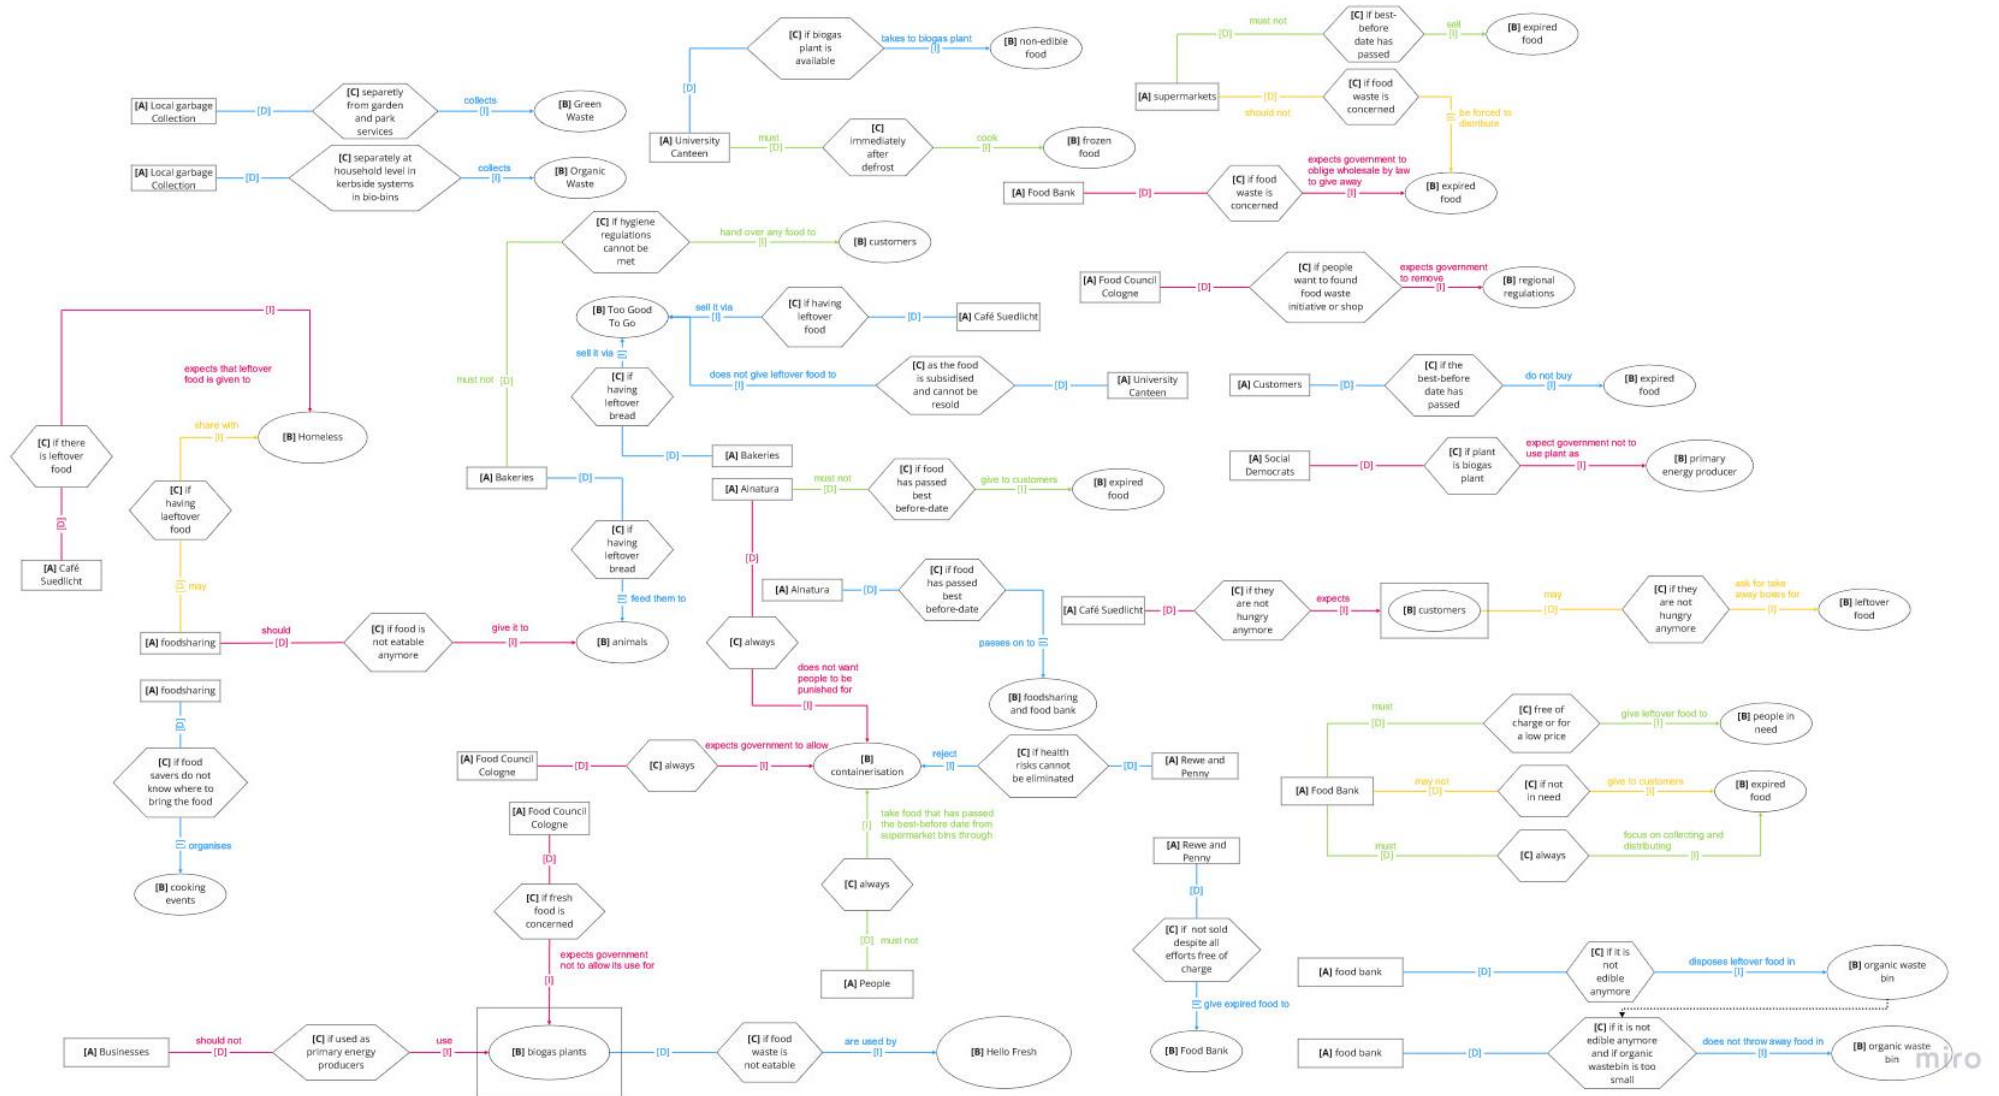 [C] if biogas
plant is
available
takes to biogas plant
[I]
[B] non-edible
food
[D]
[A] University
Canteen
must
[D]
[C]
immediately
after
defrost
cook
[I]
[B] frozen
food
must not
[D]
[C] if best-
before
date has
passed
sell
[I]
[B] expired
food
[A] supermarkets
[D]
should not
[C] if food
waste is
concerned
[I]
be forced to
distribute
[A] Food Bank
[D]
[C] if food
waste is
concerned
expects government to
oblige wholesale by law
to give away
[I]
[B] expired
food
[A] Local garbage
Collection
[D]
[C] separetly
from garden
and park
services
collects
[I]
[B] Green
Waste
[A] Local garbage
Collection
[D]
[C] separately at
household level in
kerbside systems
in bio-bins
collects
[I]
[B] Organic
Waste
[C] if hygiene
regulations
cannot be
met
hand over any food to
[I]
[B] customers
must not
[D]
[A] Bakeries
[D]
[C] if
having
leftover
bread
[I]
feed them to
[B] animals
[B] Too Good
To Go
sell it via
[I]
[C] if having
leftover
food
[D]
[A] Café Suedlicht
sell it via
[I]
[C] if
having
leftover
bread
[D]
[A] Bakeries
does not give leftover food to
[I]
[C] as the food
is subsidised
and cannot be
resold
[D]
[A] University
Canteen
[A] Food Council
Cologne
[D]
[C] if people
want to found
food waste
initiative or shop
expects government
to remove
[I]
[B] regional
regulations
[A] Customers
[D]
[C] if the
best-before
date has
passed
do not buy
[I]
[B] expired
food
[A] Social
Democrats
[D]
[C] if plant
is biogas
plant
expect government not to
use plant as
[I]
[B] primary
energy producer
[I]
expects that leftover
food is given to
[C] if there
is leftover
food
[D]
[A] Café
Suedlicht
share with
[I]
[B] Homeless
[C] if
having
laeftover
food
[D]
may
[A] foodsharing
should
[D]
[C] if food is
not eatable
anymore
give it to
[I]
[A] foodsharing
[D]
[C] if food
savers do not
know where to
bring the food
[I]
organises
[B] cooking
events
[A] Alnatura
must not
[D]
[C] if food
has passed
best
before-date
give to customers
[I]
[B] expired
food
[D]
[C] always
does not want
people to be
punished for
[I]
[A] Alnatura
[D]
[C] if food
has passed
best
before-date
passes on to
[I]
[B] foodsharing
and food bank
[A] Café Suedlicht
[D]
[C] if they
are not
hungry
anymore
expects
[I]
[B] customers
may
[D]
[C] if they
are not
hungry
anymore
ask for take
away boxes for
[I]
[B] leftover
food
[A] Food Council
Cologne
[D]
[C] always
expects government to allow
[I]
[B]
containerisation
reject
[I]
[C] if health
risks cannot
be eliminated
[D]
[A] Rewe and
Penny
[I]
take food that has passed
the best-before date from
supermarket bins through
[C] always
[D]
must not
[A] People
[A] Food Council
Cologne
[D]
[C] if fresh
food is
concerned
expects government
not to allow its use for
[I]
[A] Businesses
should not
[D]
[C] if used as
primary energy
producers
use
[I]
[B] biogas plants
[D]
[C] if food
waste is
not eatable
are used by
[I]
[B] Hello Fresh
[A] Rewe and
Penny
[D]
[C] if not sold
despite all
efforts free of
charge
[I]
give expired food to
[B] Food Bank
must
[D]
[C] free of
charge or for
a low price
give leftover food to
[I]
[B] people in
need
[A] Food Bank
may not
[D]
[C] if not
in need
give to customers
[I]
[B] expired
food
must
[D]
[C] always
focus on collecting and
distributing
[I]
[A] food bank
[D]
[C] if it is
not
edible
anymore
disposes leftover food in
[I]
[B] organic waste
bin
[A] food bank
[D]
[C] if it is not
edible anymore
and if organic
wastebin is too
small
does not throw away food in
[I]
[B] organic waste
bin
miro